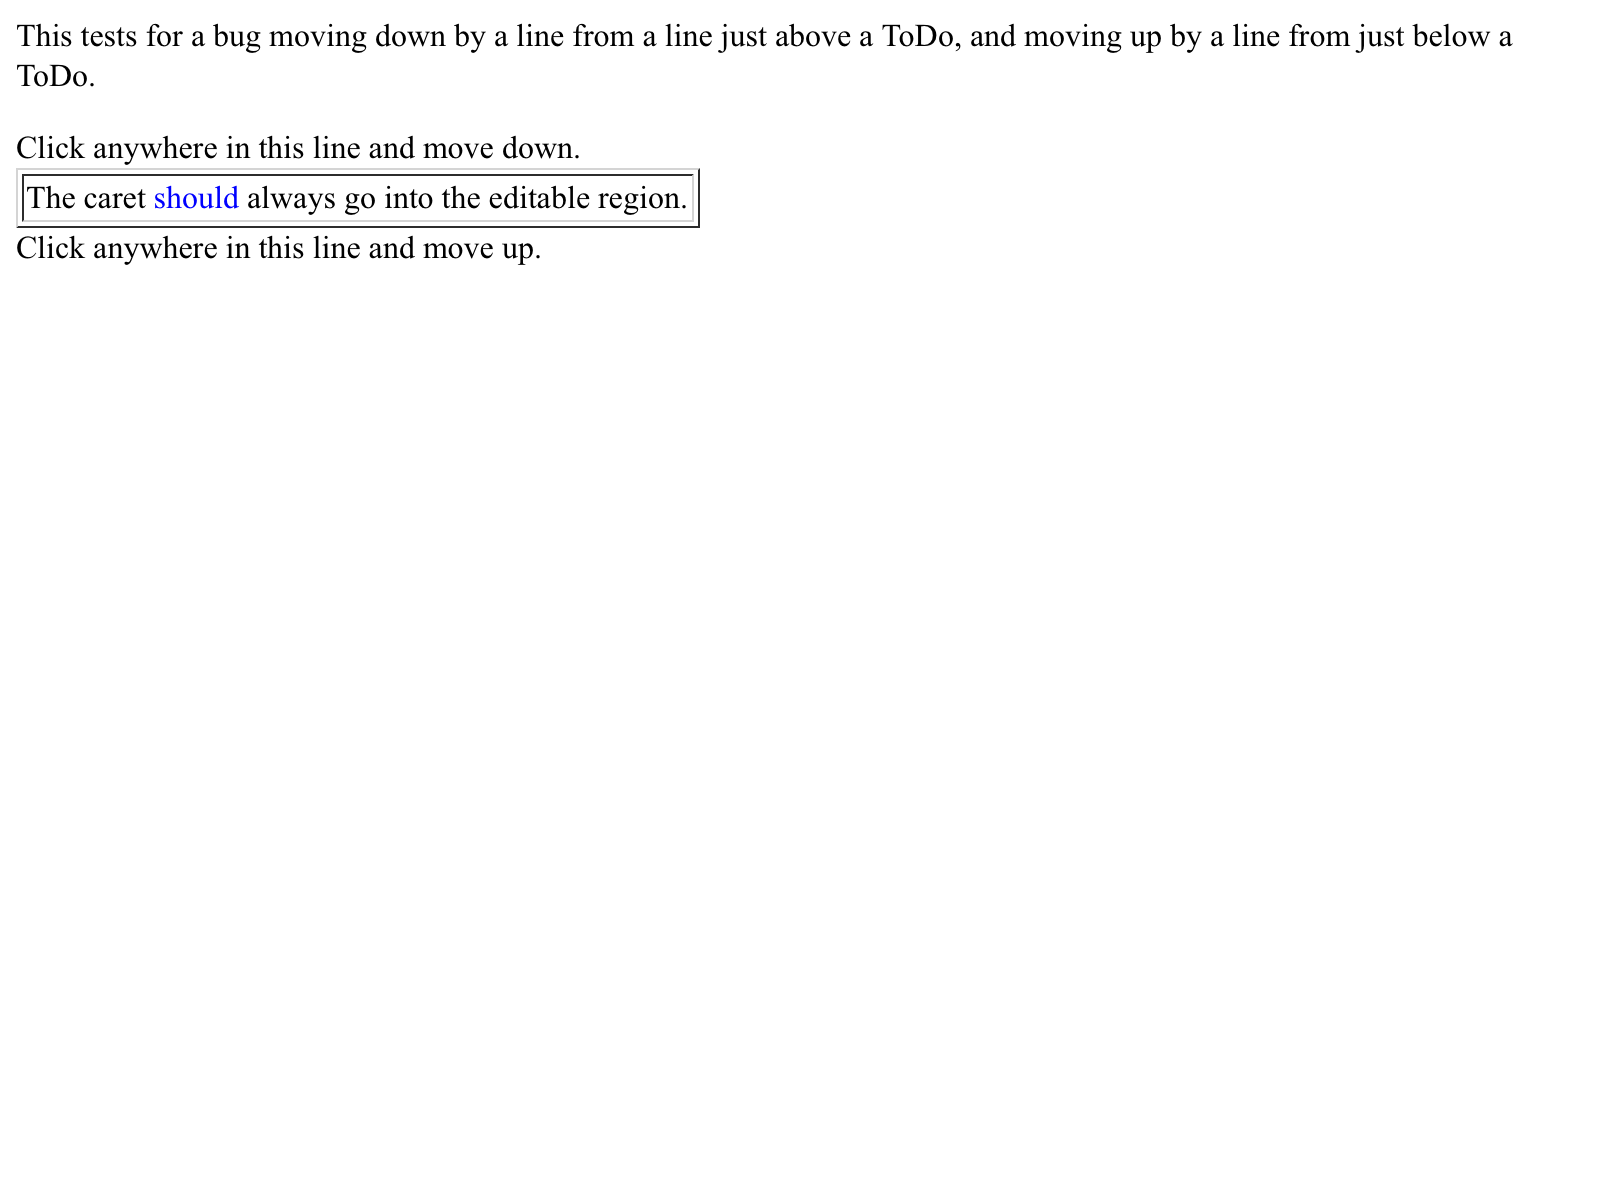 This tests for a bug moving down by a line from a line just above a ToDo, and moving up by a line from just below a
ToDo.
Click anywhere in this line and move down.
The caret should always go into the editable region.
Click anywhere in this line and move up.